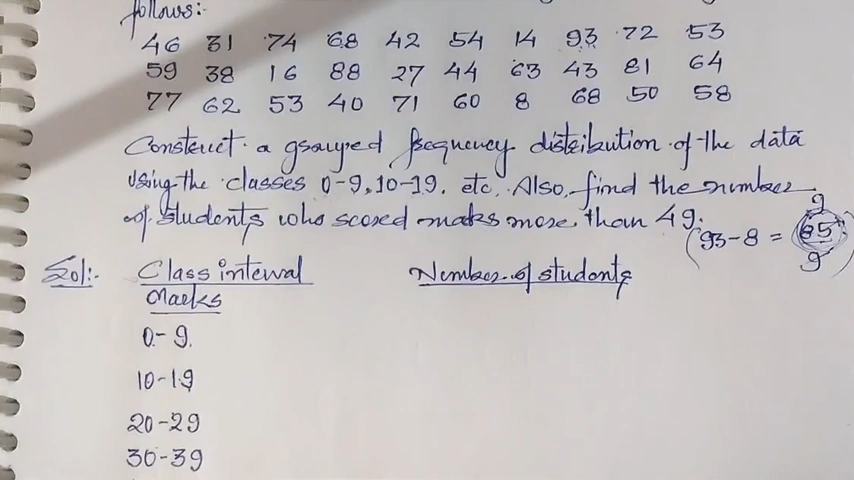 follows:-
46 31 74 68 42 54 14 93 72 53
59 38 16 88 27 44 63 43 81 64
77 62 53 40 71 60 8 68 50 58
Construct a grouped frequency distribution of the data
using the classes 0-9, 10-19. etc. Also, find the number
of students who scored maks more than 49.
(93-8 = 85
9
9
Sol:- Class interval Number of students
Marks
0-9
10-19
20-29
30-39